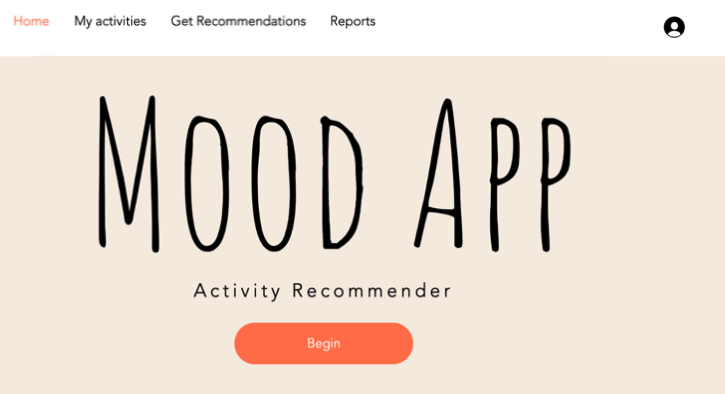 Home My activities Get Recommendations Reports
Mood App
Activity Recommender
Begin